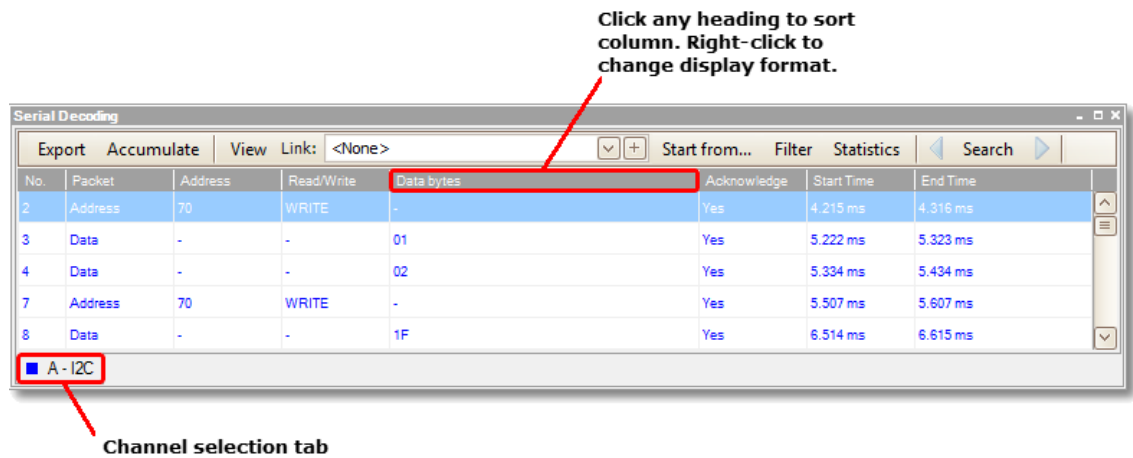 Click any heading to sort
column. Right-click to
change display format.
Serial Decoding
Export Accumulate View Link: <None> Start from... Filter Statistics Search
No. Packet Address Read/Write Data bytes Acknowledge Start Time End Time
2 Address 70 WRITE - Yes 4.215 ms 4.316 ms
3 Data - - 01 Yes 5.222 ms 5.323 ms
4 Data - - 02 Yes 5.334 ms 5.434 ms
7 Address 70 WRITE - Yes 5.507 ms 5.607 ms
8 Data - - 1F Yes 6.514 ms 6.615 ms
A - I2C
Channel selection tab